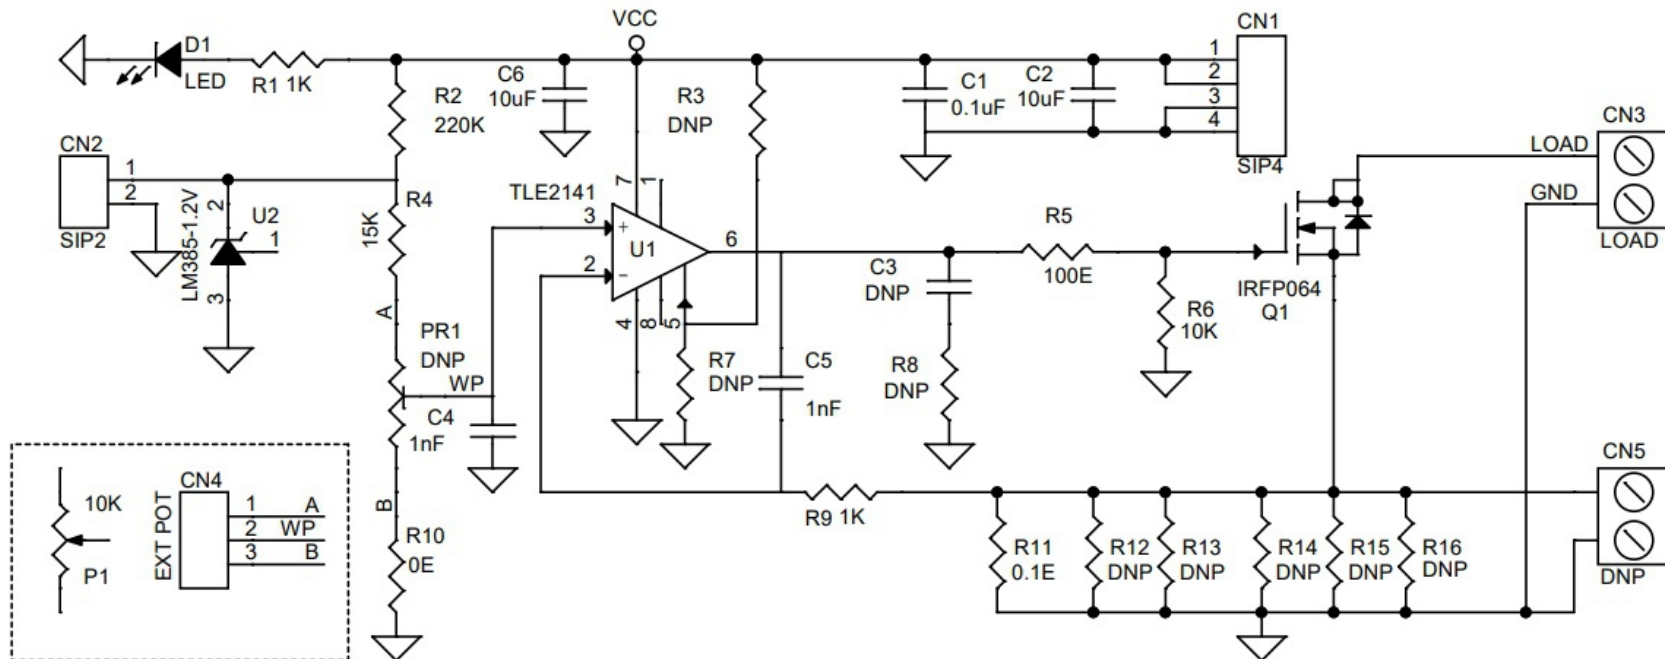 VCC
CN1
D1
LED
R1 1K
C6
10uF
R2
220K
R3
DNP
C1
0.1uF
C2
10uF
1
2
3
4
SIP4
CN3
LOAD
GND
LOAD
CN2
1
2
SIP2
LM385-1.2V
2
U2
1
3
R4
15K
A
TLE2141
7
1
3
+
U1
2
-
6
4
8
5
R5
100E
C3
DNP
IRFP064
Q1
R6
10K
PR1
DNP
WP
C4
1nF
R7
DNP
C5
1nF
R8
DNP
B
R10
0E
R9 1K
CN5
DNP
R11
0.1E
R12
DNP
R13
DNP
R14
DNP
R15
DNP
R16
DNP
10K
P1
CN4
EXT POT
1 A
2 WP
3 B